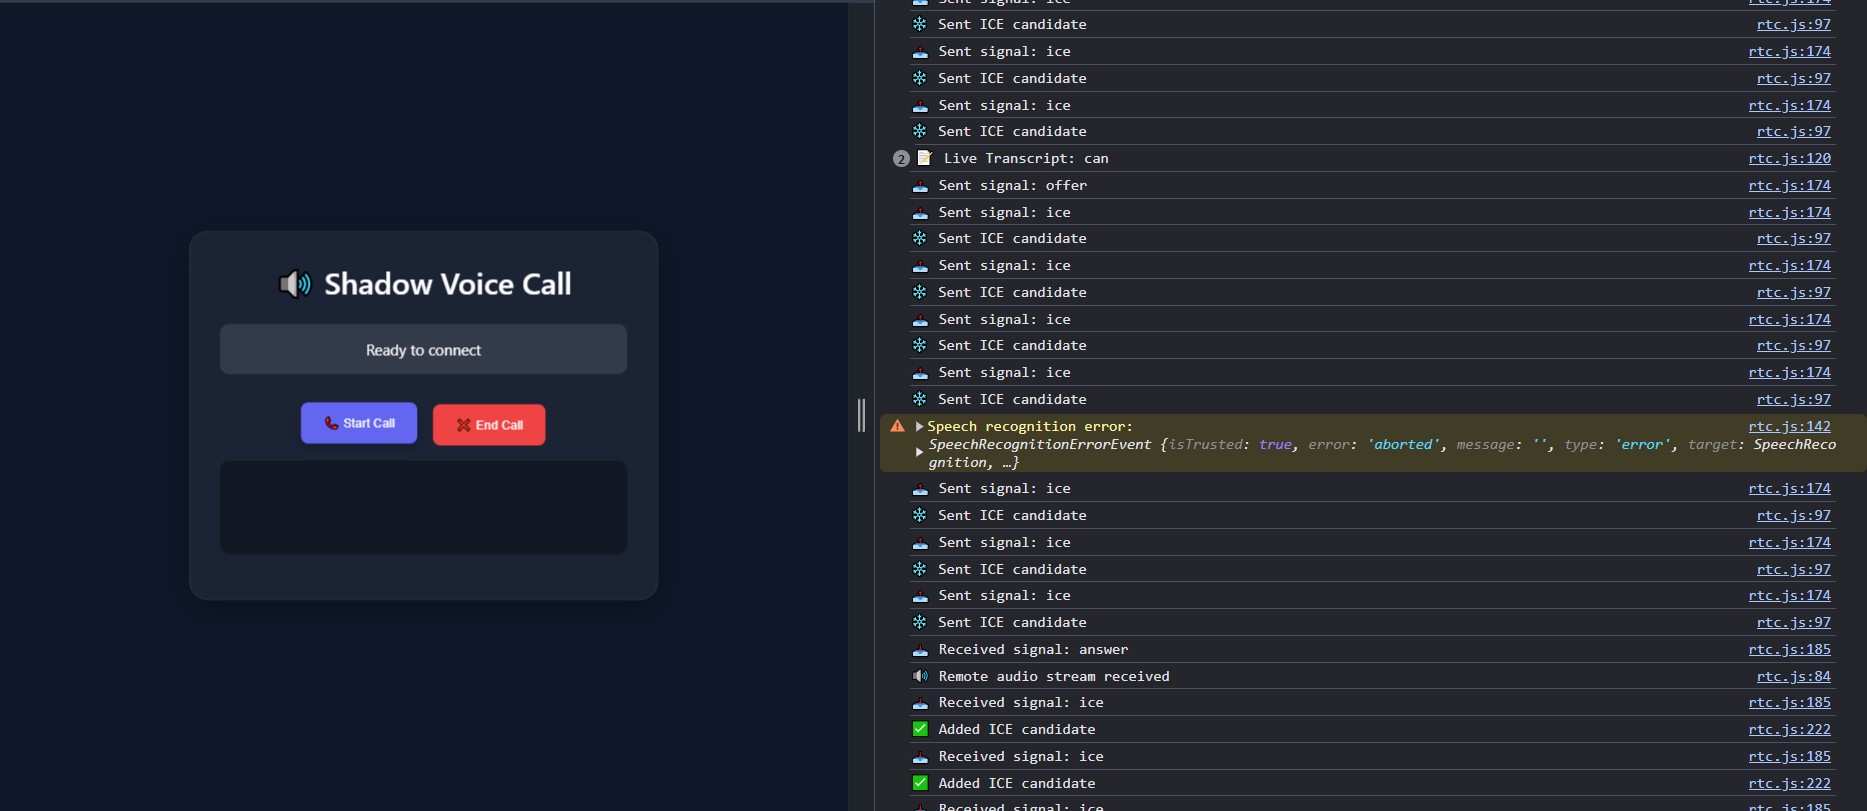 Shadow Voice Call
Ready to connect
Start Call
End Call
Sent signal: ice rtc.js:174
Sent ICE candidate rtc.js:97
Sent signal: ice rtc.js:174
Sent ICE candidate rtc.js:97
Sent signal: ice rtc.js:174
Sent ICE candidate rtc.js:97
2 Live Transcript: can rtc.js:120
Sent signal: offer rtc.js:174
Sent signal: ice rtc.js:174
Sent ICE candidate rtc.js:97
Sent signal: ice rtc.js:174
Sent ICE candidate rtc.js:97
Sent signal: ice rtc.js:174
Sent ICE candidate rtc.js:97
Sent signal: ice rtc.js:174
Sent ICE candidate rtc.js:97
Speech recognition error: rtc.js:142
SpeechRecognitionErrorEvent {isTrusted: true, error: 'aborted', message: '', type: 'error', target: SpeechReco
gnition, …}
Sent signal: ice rtc.js:174
Sent ICE candidate rtc.js:97
Sent signal: ice rtc.js:174
Sent ICE candidate rtc.js:97
Sent signal: ice rtc.js:174
Sent ICE candidate rtc.js:97
Received signal: answer rtc.js:185
Remote audio stream received rtc.js:84
Received signal: ice rtc.js:185
Added ICE candidate rtc.js:222
Received signal: ice rtc.js:185
Added ICE candidate rtc.js:222
Received signal: ice rtc.js:185